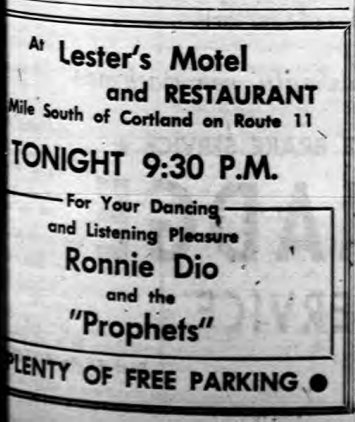 At Lester's Motel
and RESTAURANT
Mile South of Cortland on Route 11
TONIGHT 9:30 P.M.
For Your Dancing
and Listening Pleasure
Ronnie Dio
and the
"Prophets"
PLENTY OF FREE PARKING